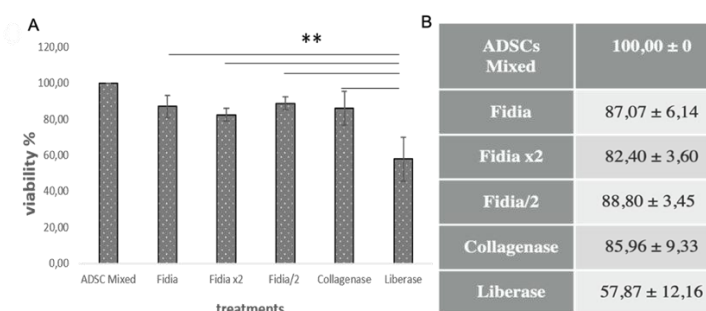 A
**
120,00
100,00
80,00
60,00
40,00
20,00
0,00
viability %
ADSC Mixed Fidia Fidia x2 Fidia/2 Collagenase Liberase
treatments
B
ADSCs Mixed 100,00 ± 0
Fidia 87,07 ± 6,14
Fidia x2 82,40 ± 3,60
Fidia/2 88,80 ± 3,45
Collagenase 85,96 ± 9,33
Liberase 57,87 ± 12,16